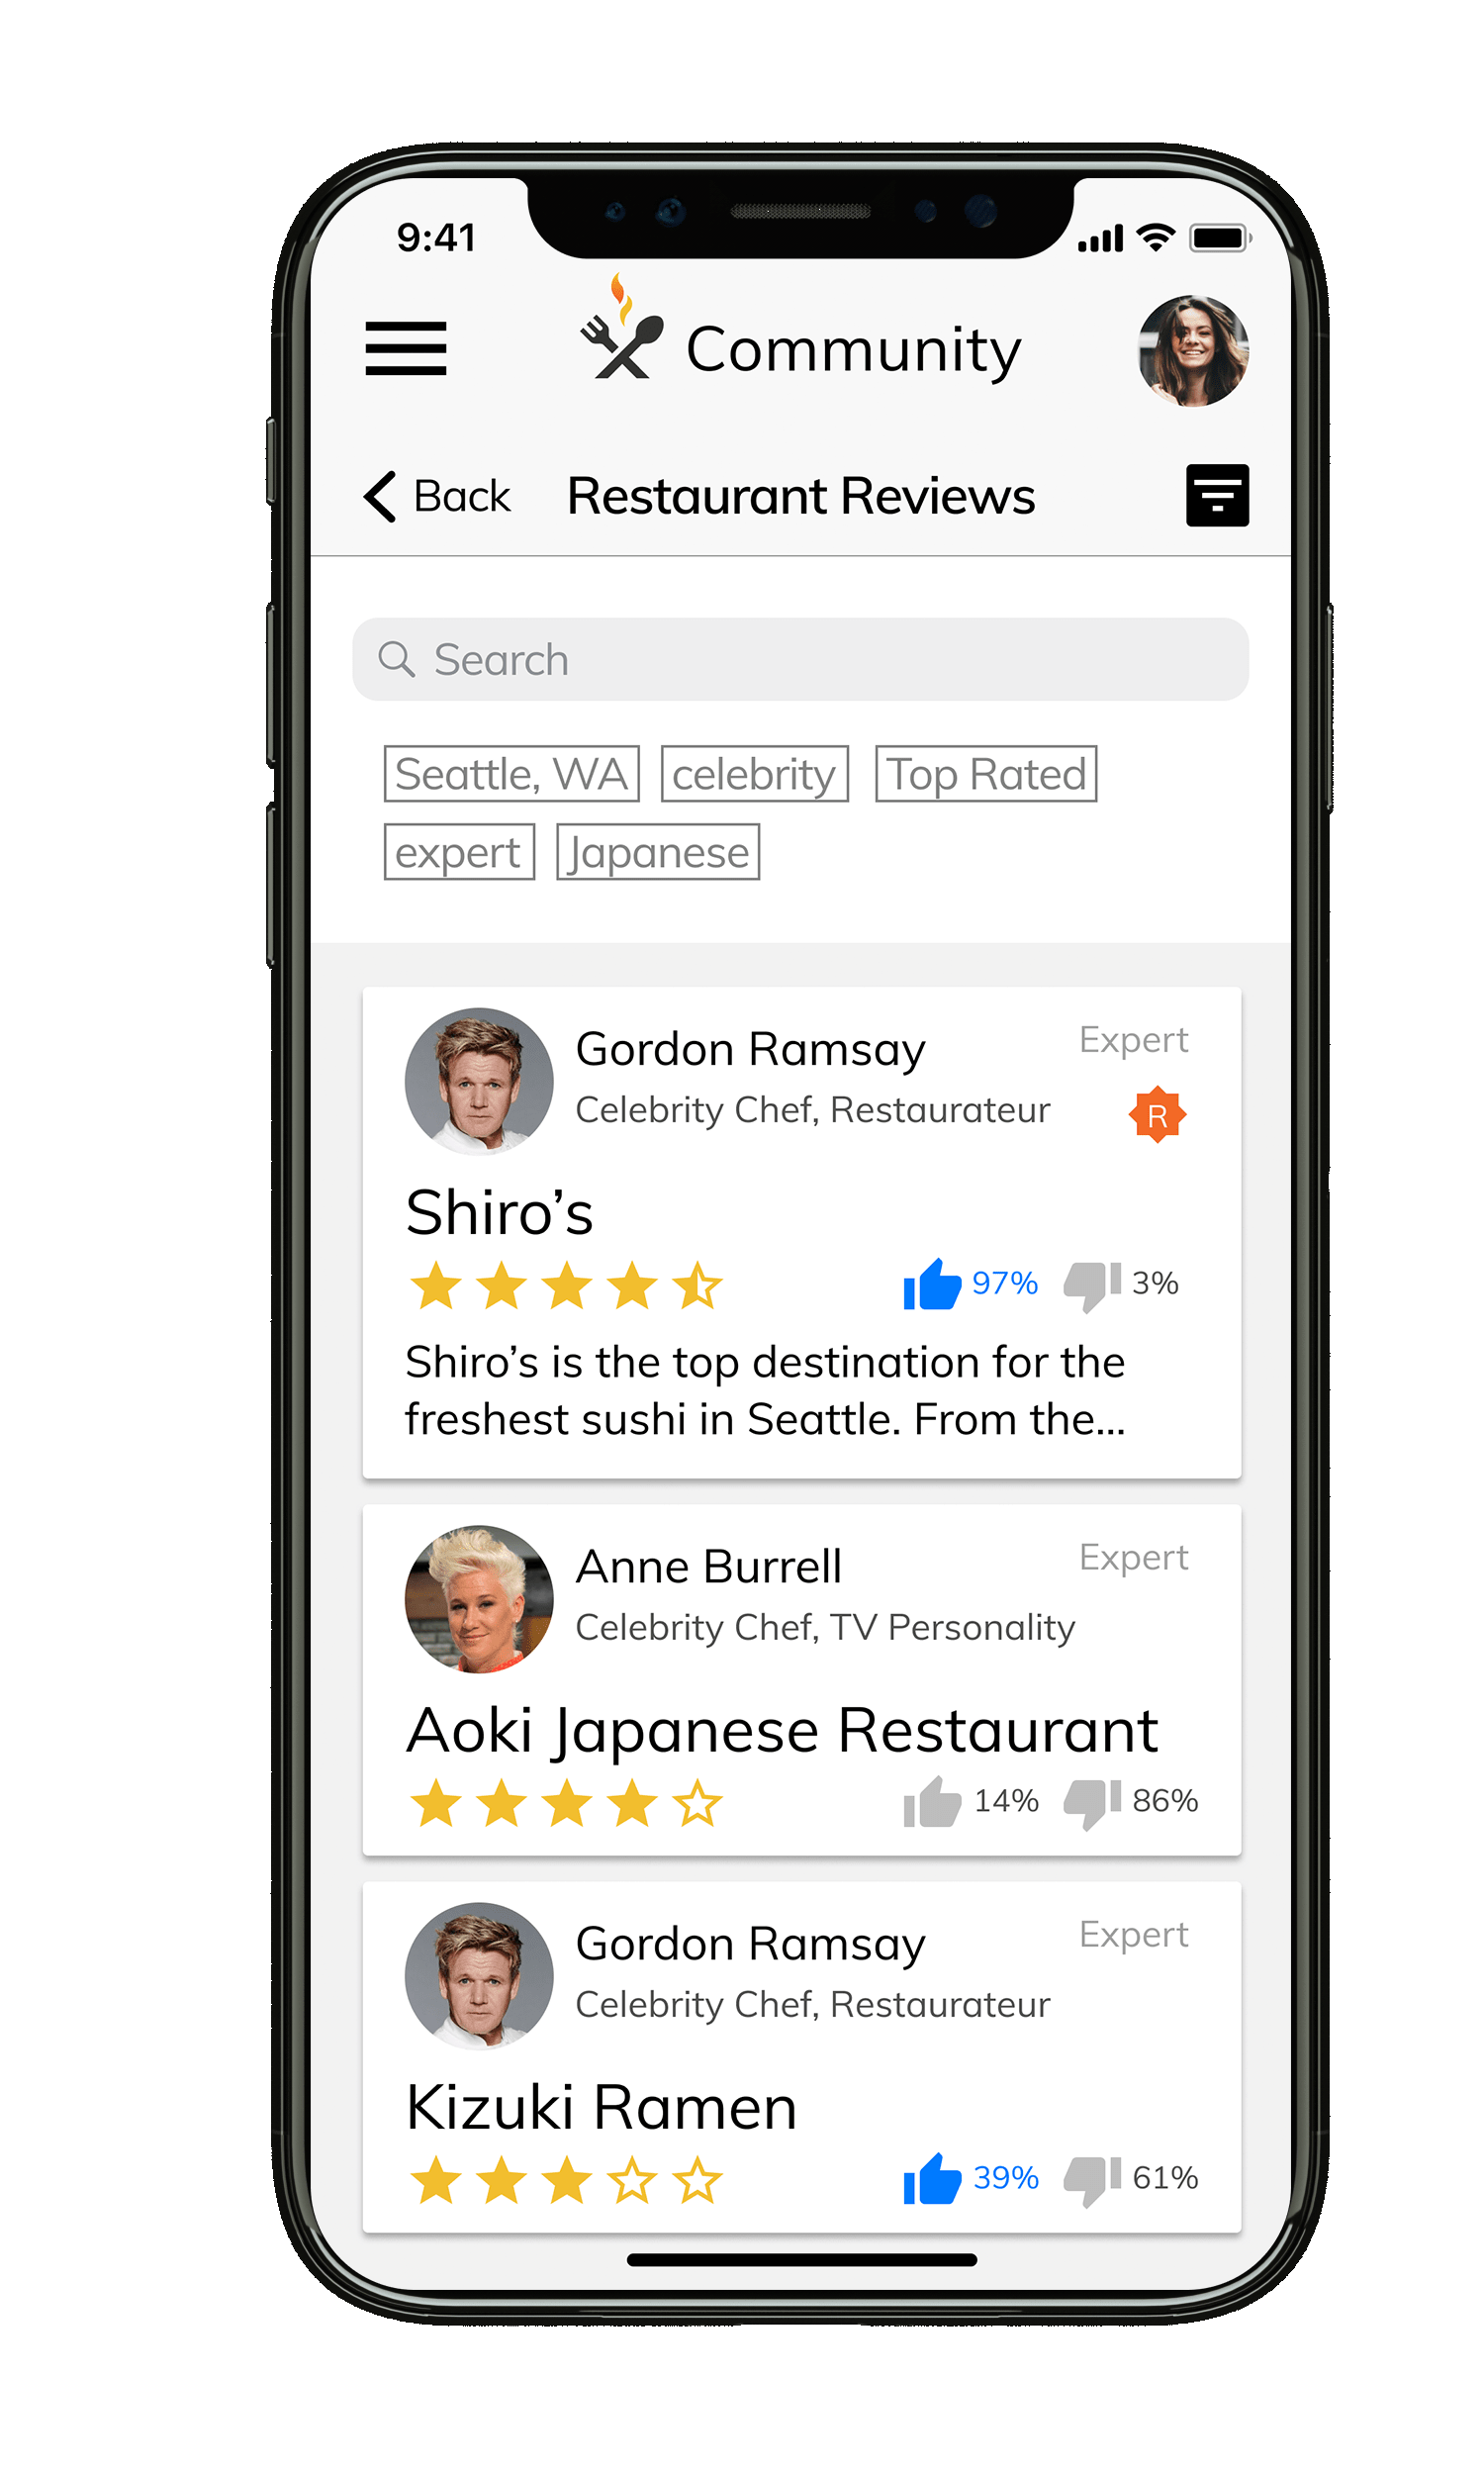 9:41
Community
Back Restaurant Reviews
Search
Seattle, WA celebrity Top Rated
expert Japanese
Gordon Ramsay Expert
Celebrity Chef, Restaurateur
R
Shiro’s
97% 3%
Shiro’s is the top destination for the
freshest sushi in Seattle. From the...
Anne Burrell Expert
Celebrity Chef, TV Personality
Aoki Japanese Restaurant
14% 86%
Gordon Ramsay Expert
Celebrity Chef, Restaurateur
Kizuki Ramen
39% 61%